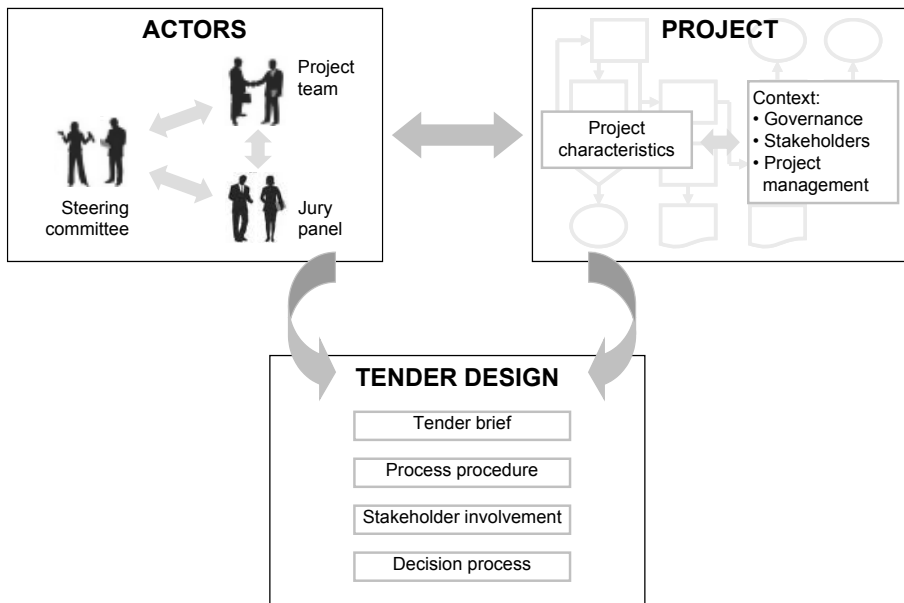 ACTORS
Project
team
Steering
committee
Jury
panel
PROJECT
Project
characteristics
Context:
• Governance
• Stakeholders
• Project
management
TENDER DESIGN
Tender brief
Process procedure
Stakeholder involvement
Decision process